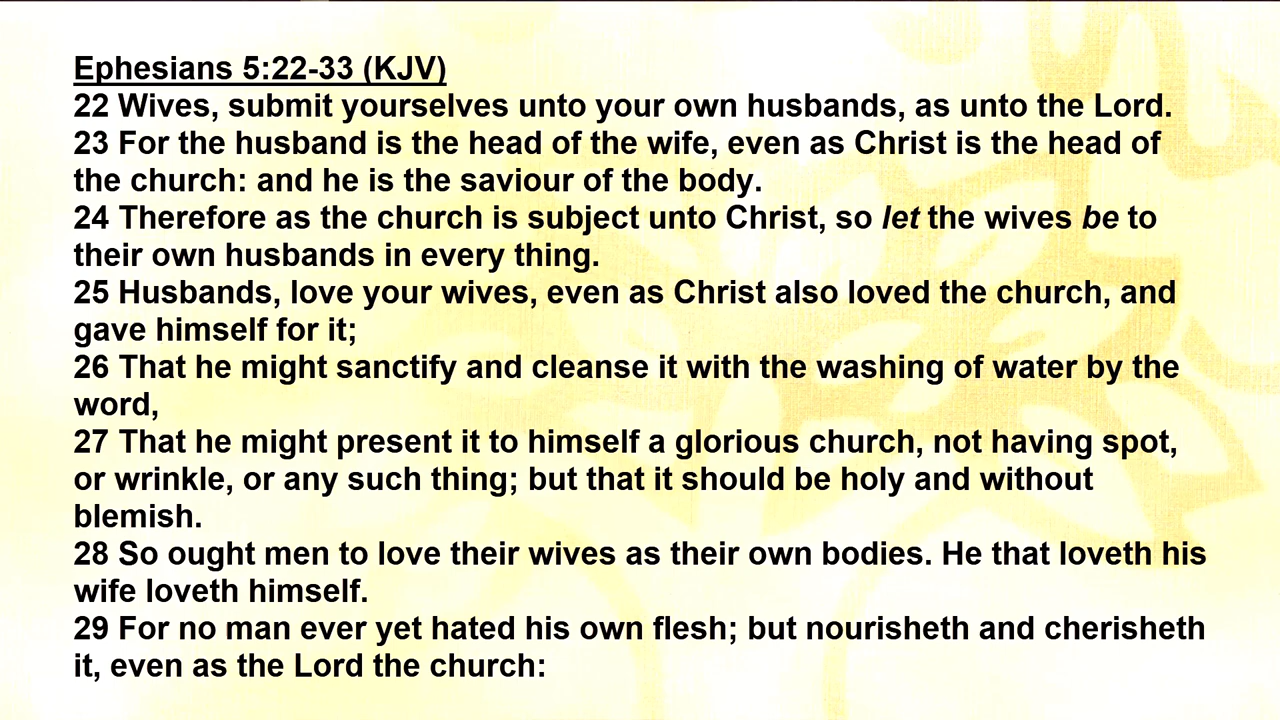 Ephesians 5:22-33 (KJV)
22 Wives, submit yourselves unto your own husbands, as unto the Lord.
23 For the husband is the head of the wife, even as Christ is the head of
the church: and he is the saviour of the body.
24 Therefore as the church is subject unto Christ, so let the wives be to
their own husbands in every thing.
25 Husbands, love your wives, even as Christ also loved the church, and
gave himself for it;
26 That he might sanctify and cleanse it with the washing of water by the
word,
27 That he might present it to himself a glorious church, not having spot,
or wrinkle, or any such thing; but that it should be holy and without
blemish.
28 So ought men to love their wives as their own bodies. He that loveth his
wife loveth himself.
29 For no man ever yet hated his own flesh; but nourisheth and cherisheth
it, even as the Lord the church: